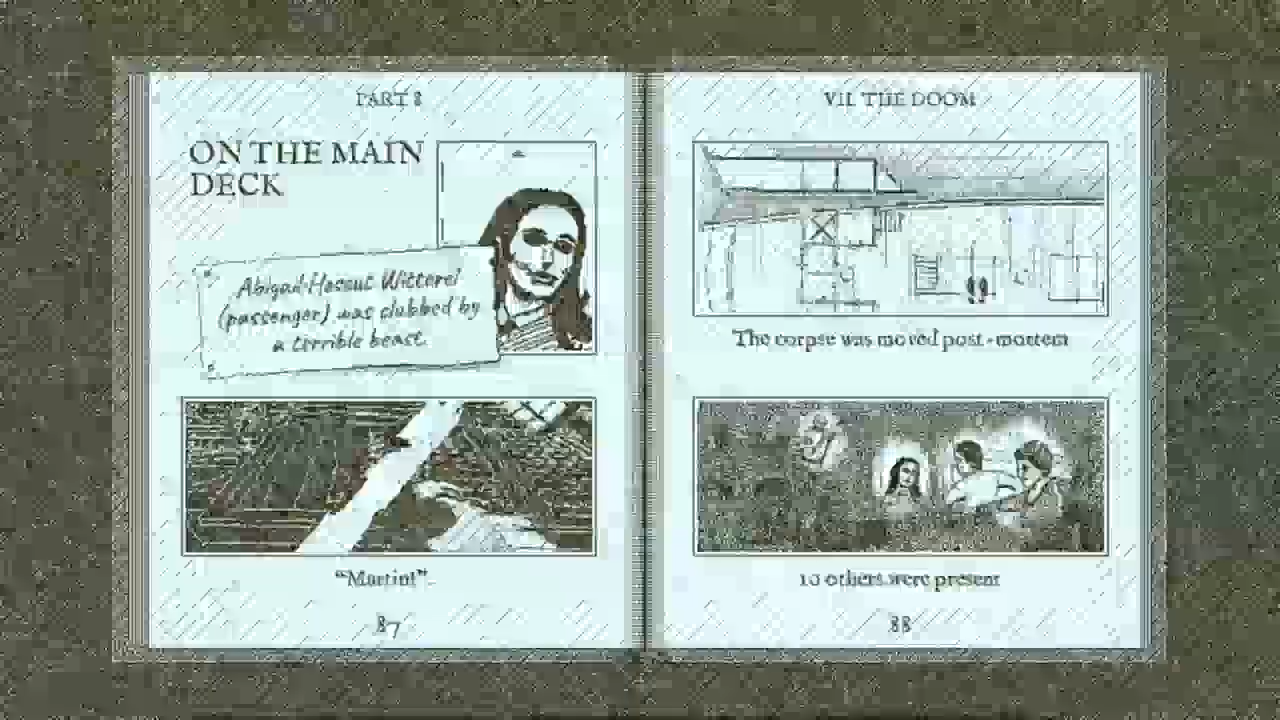 PART 8
ON THE MAIN
DECK
Abigail Hoscut Witterel
(passenger) was clubbed by
a terrible beast.
"Martin!"
87
VII. THE DOOM
The corpse was moved post-mortem
10 others were present
88